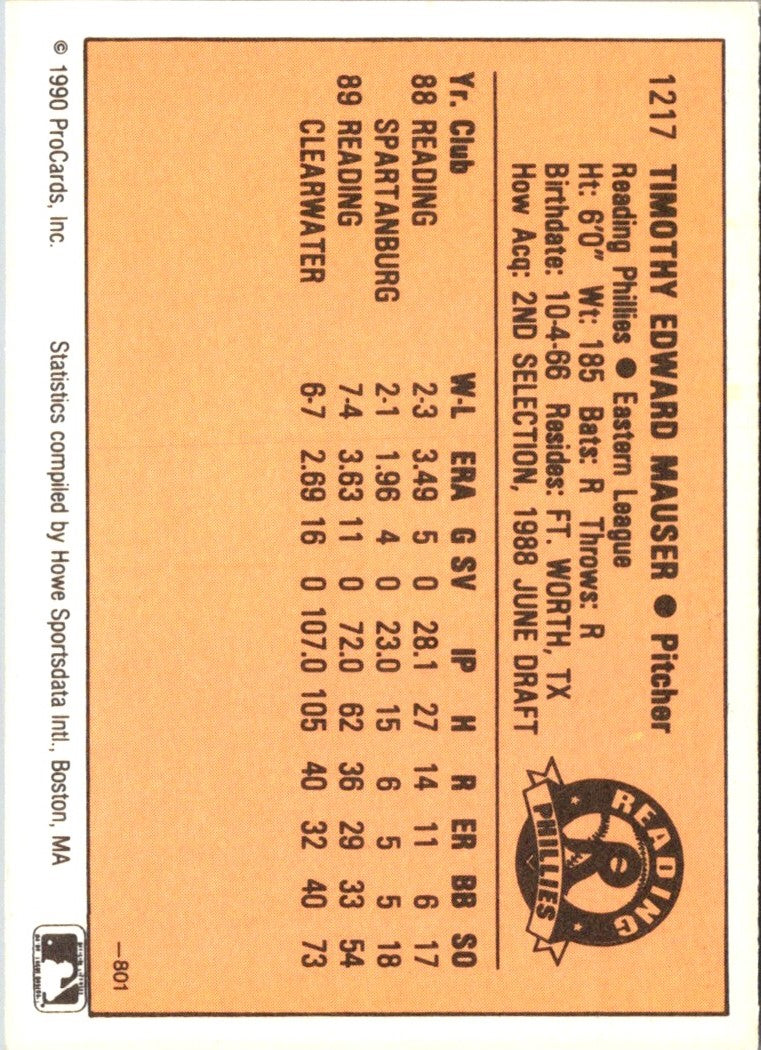 1217 TIMOTHY EDWARD MAUSER ● Pitcher
Reading Phillies ● Eastern League
Ht: 6'0" Wt: 185 Bats: R Throws: R
Birthdate: 10-4-66 Resides: FT. WORTH, TX
How Acq: 2ND SELECTION, 1988 JUNE DRAFT
READING
R
PHILLIES
Yr. Club W-L ERA G SV IP H R ER BB SO
88 READING 2-3 3.49 5 0 28.1 27 14 11 6 17
SPARTANBURG 2-1 1.96 4 0 23.0 15 6 5 5 18
89 READING 7-4 3.63 11 0 72.0 62 36 29 33 54
CLEARWATER 6-7 2.69 16 0 107.0 105 40 32 40 73
—801
© 1990 ProCards, Inc. Statistics compiled by Howe Sportsdata Intl., Boston, MA